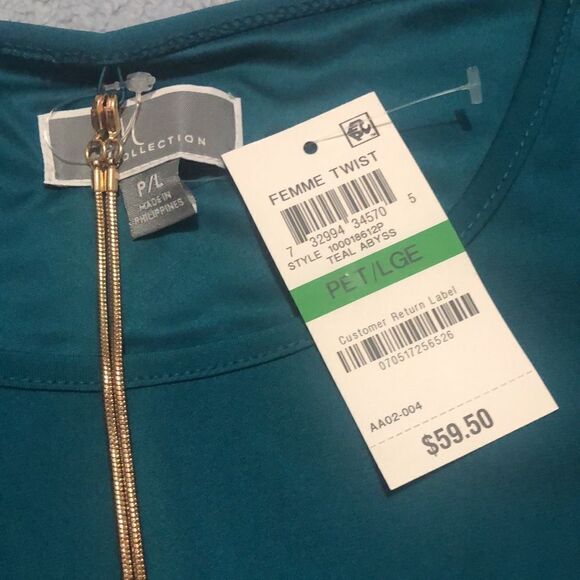 COLLECTION
P/L
MADE IN
PHILIPPINES
FEMME TWIST
7 32994 34570 5
STYLE 100018612P
TEAL ABYSS
PET/LGE
Customer Return Label
070517256526
AA02-004
$59.50